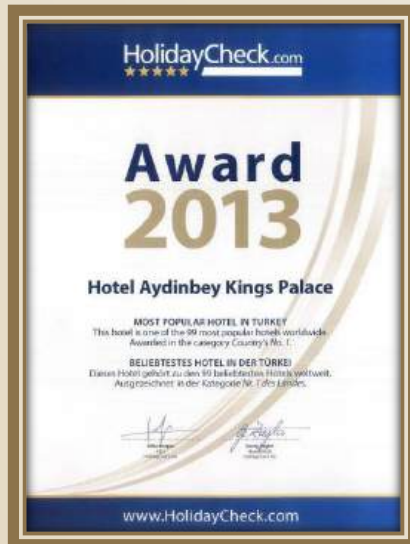 HolidayCheck.com
Award
2013
Hotel Aydinbey Kings Palace
MOST POPULAR HOTEL IN TURKEY
This hotel is one of the 99 most popular hotels worldwide.
Awarded in the category Country's No. 1.
BELIEBTESTES HOTEL IN DER TÜRKEI
Dieses Hotel gehört zu den 99 beliebtesten Hotels weltweit.
Ausgezeichnet in der Kategorie Nr. 1 des Landes.
www.HolidayCheck.com